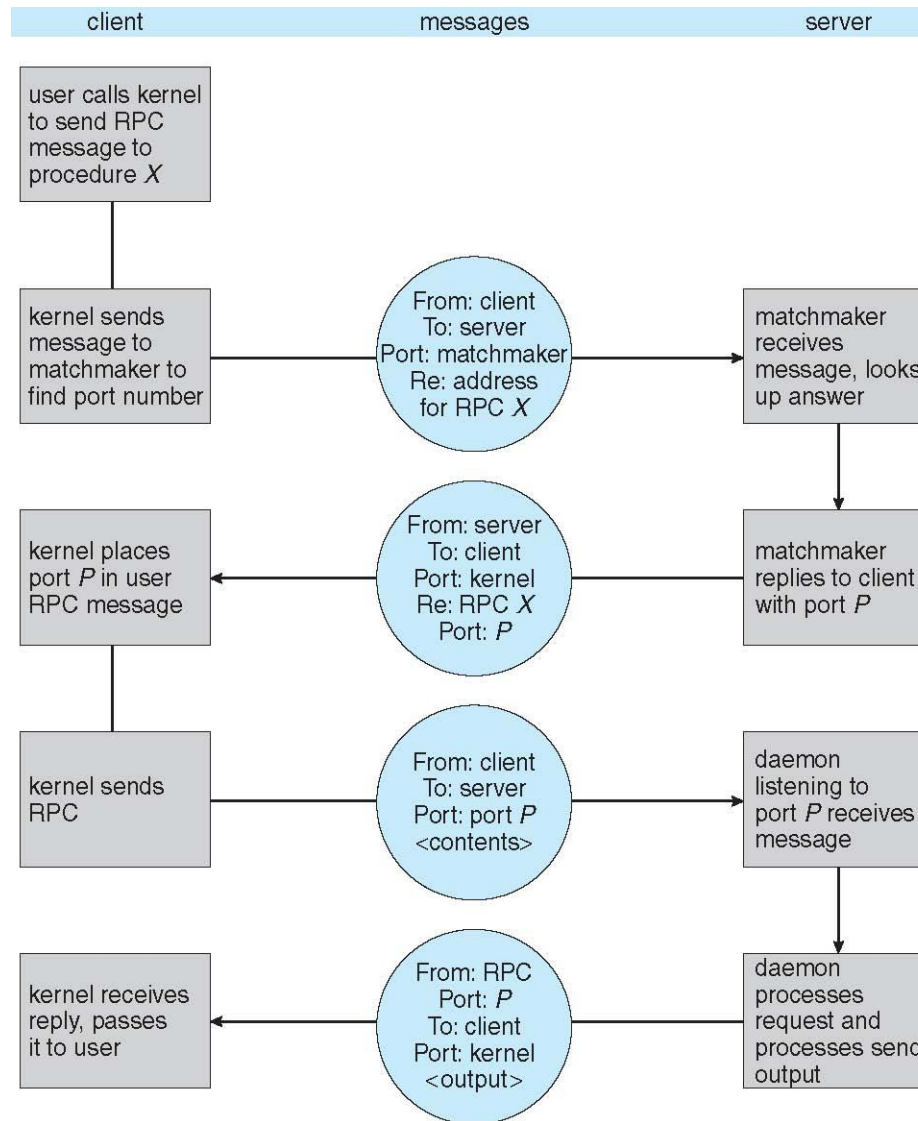 client
messages
server
user calls kernel
to send RPC
message to
procedure X
kernel sends
message to
matchmaker to
find port number
From: client
To: server
Port: matchmaker
Re: address
for RPC X
matchmaker
receives
message, looks
up answer
kernel places
port P in user
RPC message
From: server
To: client
Port: kernel
Re: RPC X
Port: P
matchmaker
replies to client
with port P
kernel sends
RPC
From: client
To: server
Port: port P
<contents>
daemon
listening to
port P receives
message
kernel receives
reply, passes
it to user
From: RPC
Port: P
To: client
Port: kernel
<output>
daemon
processes
request and
processes send
output